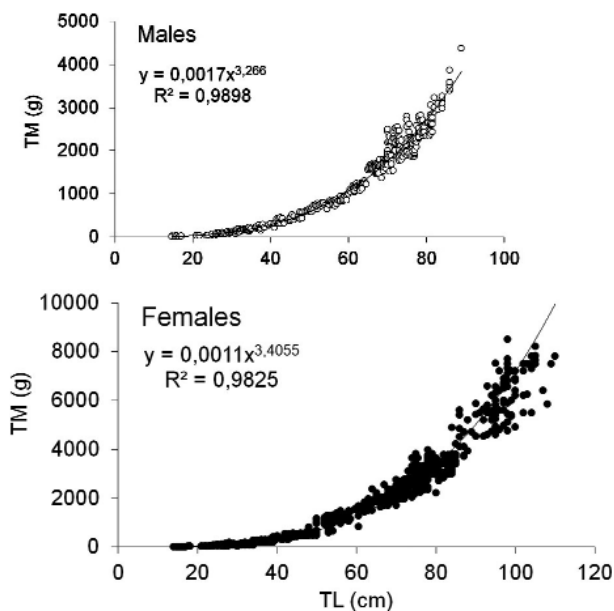 5000
Males
4000
y = 0,0017x^3,266
R² = 0,9898
3000
TM (g)
2000
1000
0
0 20 40 60 80 100
10000
Females
8000
y = 0,0011x^3,4055
R² = 0,9825
6000
TM (g)
4000
2000
0
0 20 40 60 80 100 120
TL (cm)